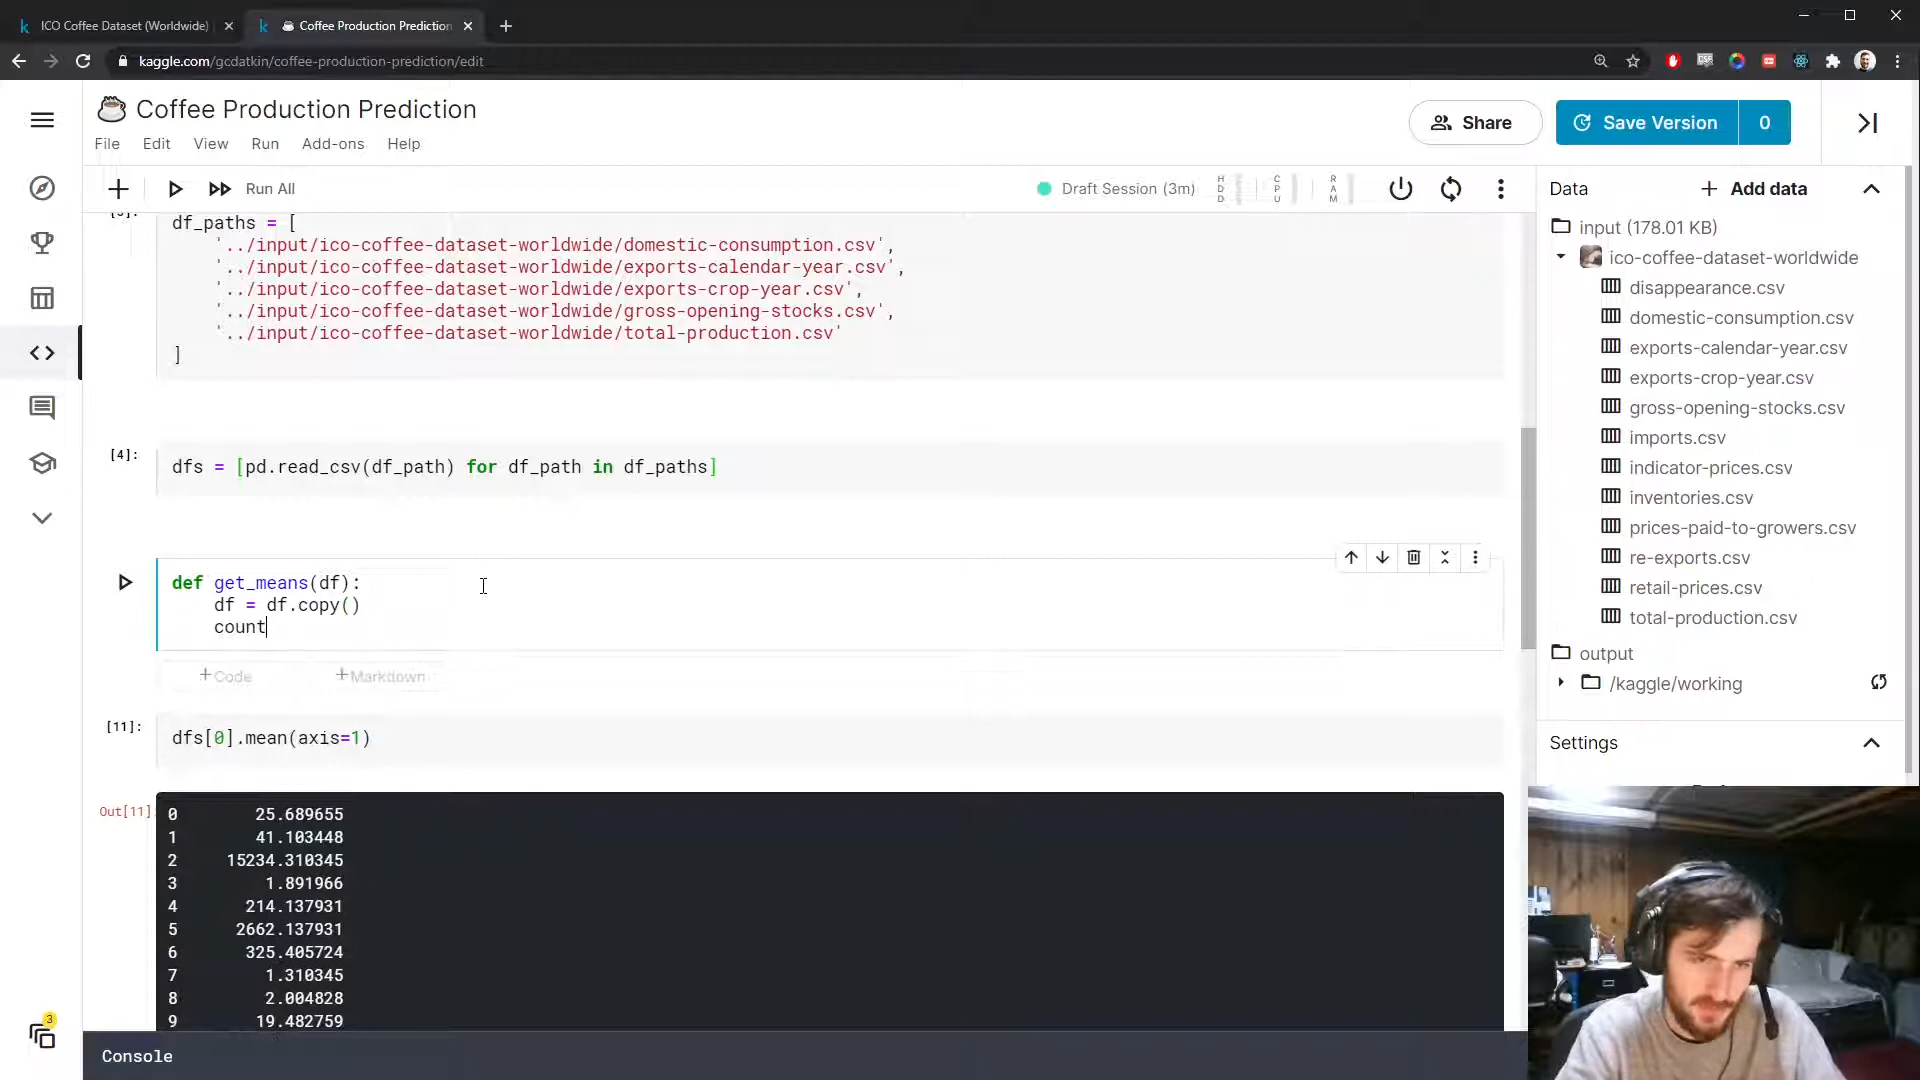 ICO Coffee Dataset (Worldwide)
Coffee Production Prediction
kaggle.com/gcdatkin/coffee-production-prediction/edit
Coffee Production Prediction
File Edit View Run Add-ons Help
Share
Save Version 0
Run All
Draft Session (3m)
HDD
CPU
RAM
df_paths = [
'../input/ico-coffee-dataset-worldwide/domestic-consumption.csv',
'../input/ico-coffee-dataset-worldwide/exports-calendar-year.csv',
'../input/ico-coffee-dataset-worldwide/exports-crop-year.csv',
'../input/ico-coffee-dataset-worldwide/gross-opening-stocks.csv',
'../input/ico-coffee-dataset-worldwide/total-production.csv'
]
[4]:
dfs = [pd.read_csv(df_path) for df_path in df_paths]
def get_means(df):
df = df.copy()
count
+ Code + Markdown
[11]:
dfs[0].mean(axis=1)
Out[11]
0 25.689655
1 41.103448
2 15234.310345
3 1.891966
4 214.137931
5 2662.137931
6 325.405724
7 1.310345
8 2.004828
9 19.482759
Console
3
Data
+ Add data
input (178.01 KB)
ico-coffee-dataset-worldwide
disappearance.csv
domestic-consumption.csv
exports-calendar-year.csv
exports-crop-year.csv
gross-opening-stocks.csv
imports.csv
indicator-prices.csv
inventories.csv
prices-paid-to-growers.csv
re-exports.csv
retail-prices.csv
total-production.csv
output
/kaggle/working
Settings